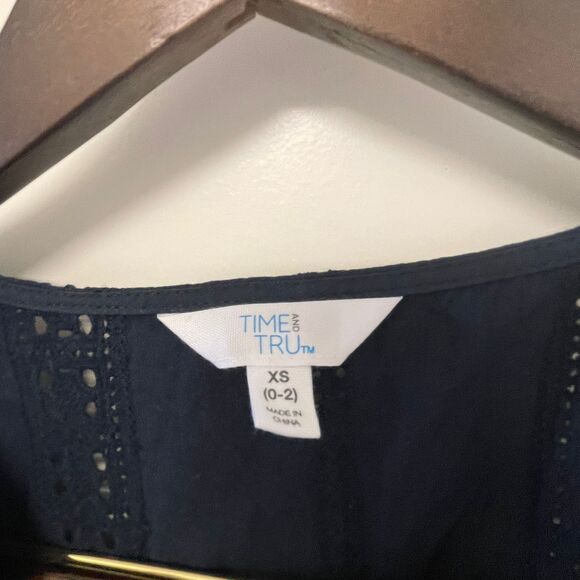 TIME AND
TRU™
XS
(0-2)
MADE IN
CHINA